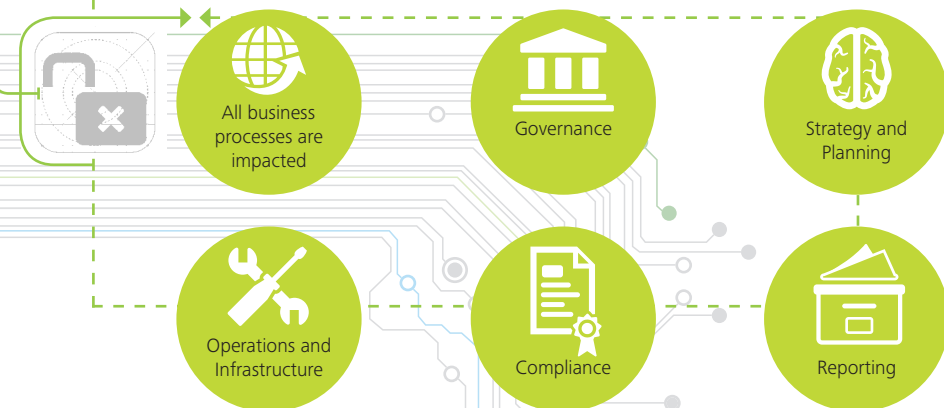 All business
processes are
impacted
Governance
Strategy and
Planning
Operations and
Infrastructure
Compliance
Reporting